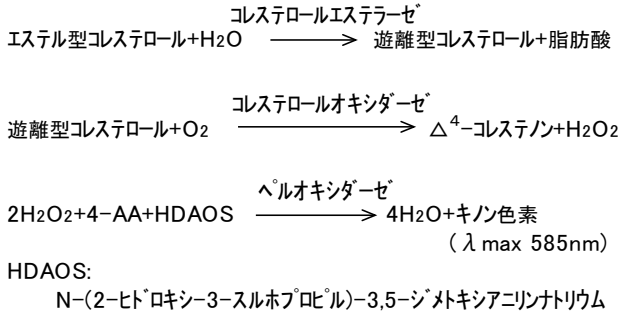 コレステロールエステラーゼ
エステル型コレステロール+H2O ⟶ 遊離型コレステロール+脂肪酸
コレステロールオキシダーゼ
遊離型コレステロール+O2 ⟶ △⁴-コレステノン+H2O2
ペルオキシダーゼ
2H2O2+4-AA+HDAOS ⟶ 4H2O+キノン色素
(λmax 585nm)
HDAOS:
N-(2-ヒドロキシ-3-スルホプロピル)-3,5-ジメトキシアニリンナトリウム